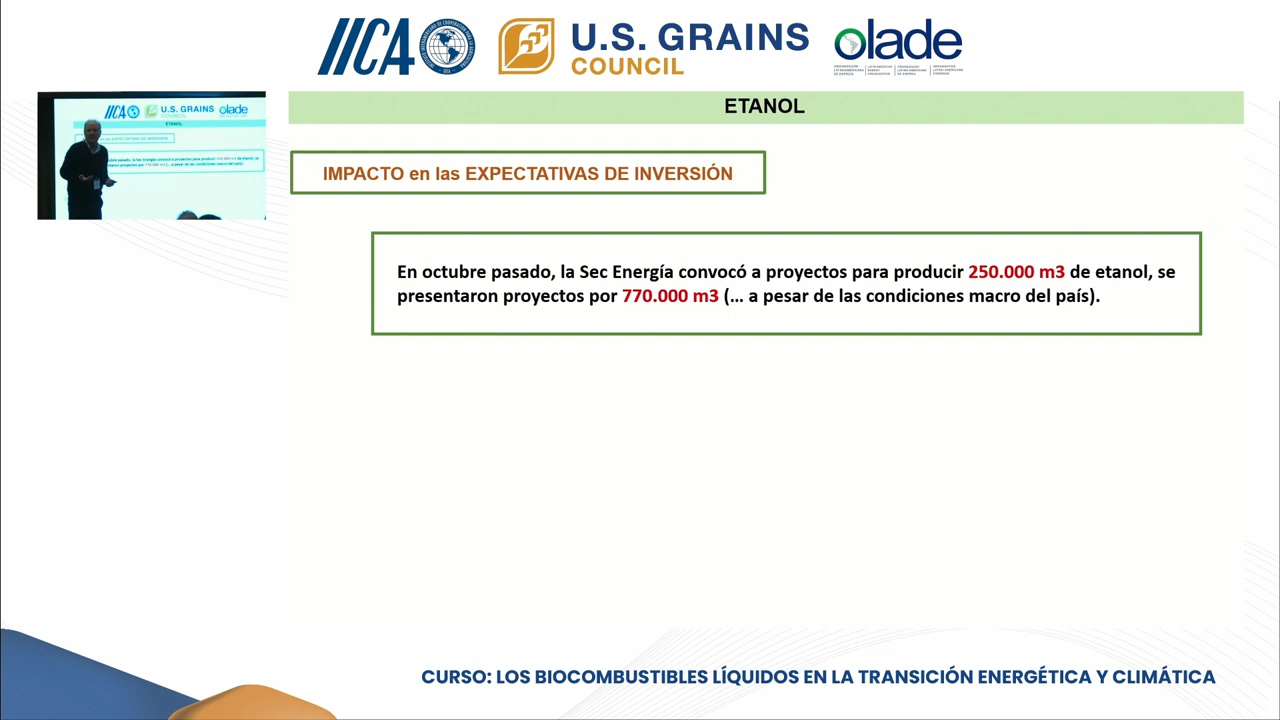 IICA
U.S. GRAINS
COUNCIL
olade
ETANOL
IMPACTO en las EXPECTATIVAS DE INVERSIÓN
En octubre pasado, la Sec Energía convocó a proyectos para producir 250.000 m3 de etanol, se
presentaron proyectos por 770.000 m3 (... a pesar de las condiciones macro del país).
CURSO: LOS BIOCOMBUSTIBLES LÍQUIDOS EN LA TRANSICIÓN ENERGÉTICA Y CLIMÁTICA